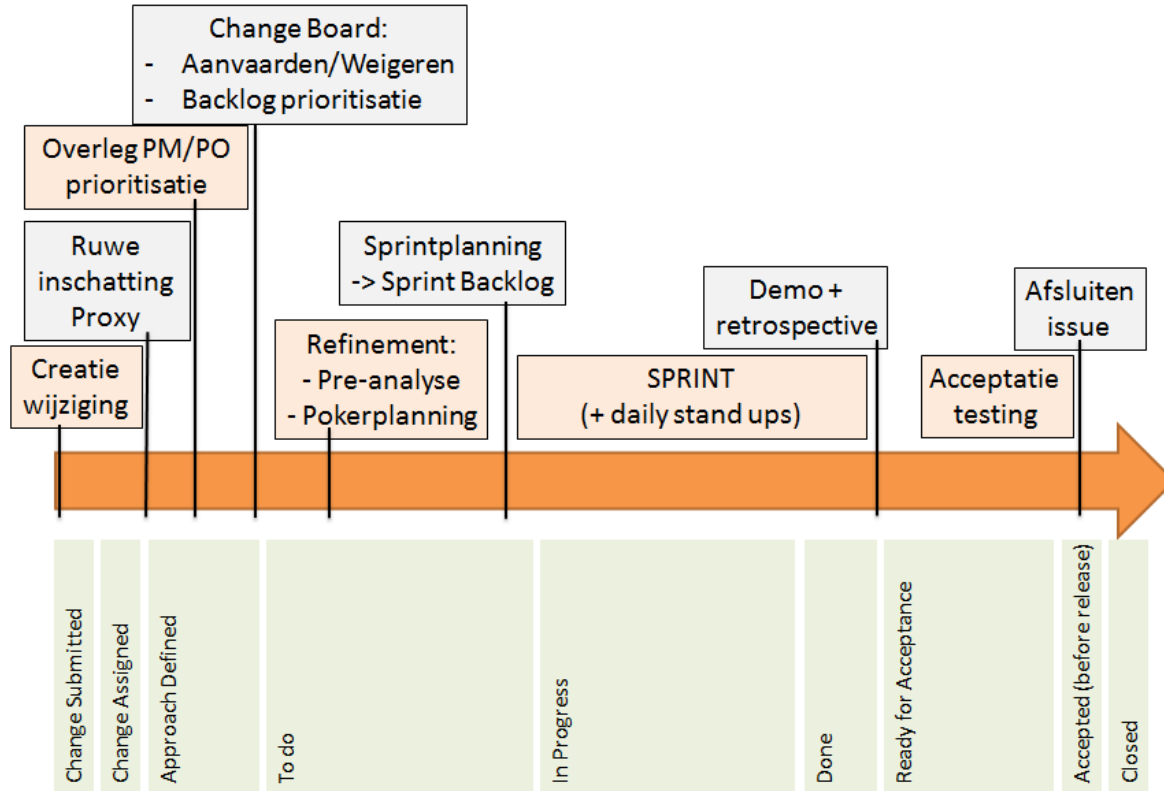 Change Board:
- Aanvaarden/Weigeren
- Backlog prioritisatie
Overleg PM/PO
prioritisatie
Ruwe
inschatting
Proxy
Creatie
wijziging
Sprintplanning
-> Sprint Backlog
Refinement:
- Pre-analyse
- Pokerplanning
SPRINT
(+ daily stand ups)
Demo +
retrospective
Acceptatie
testing
Afsluiten
issue
Change Submitted
Change Assigned
Approach Defined
To do
In Progress
Done
Ready for Acceptance
Accepted (before release)
Closed